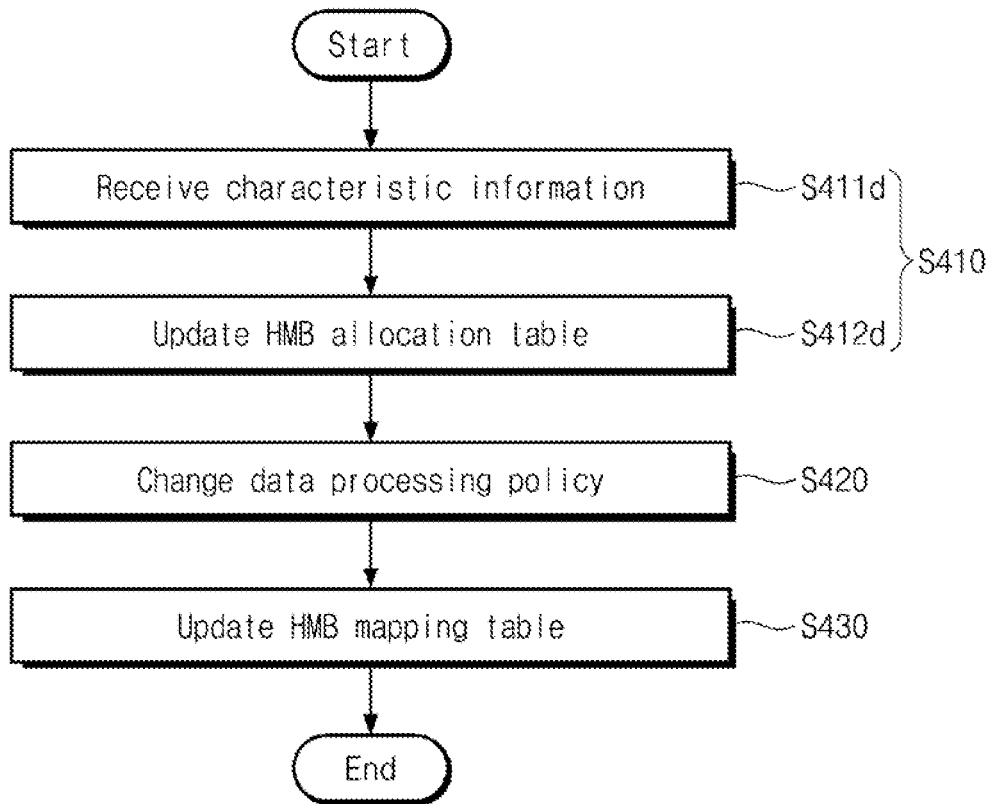 Start
Receive characteristic information
S411d
S410
Update HMB allocation table
S412d
Change data processing policy
S420
Update HMB mapping table
S430
End